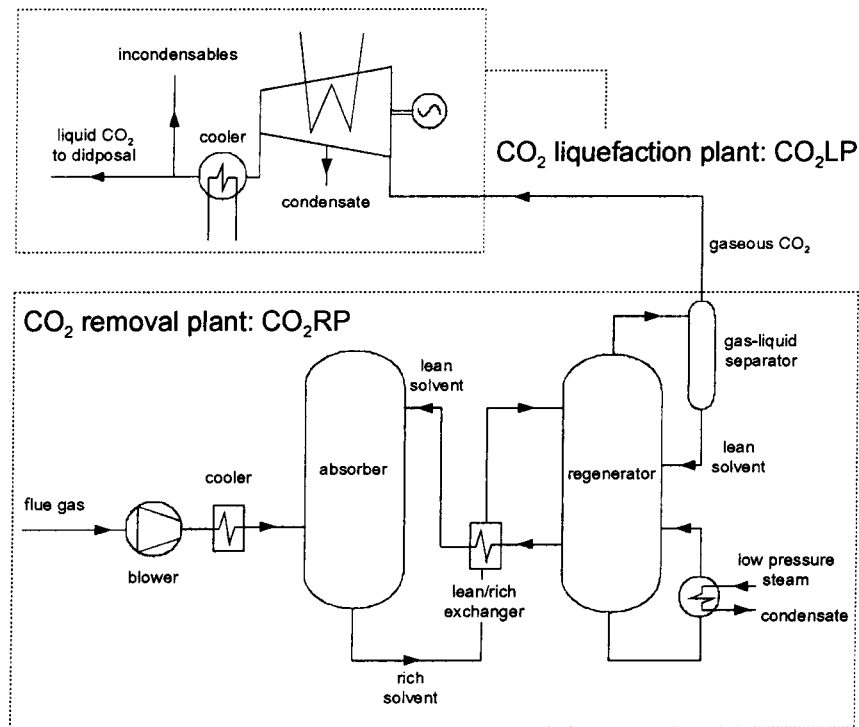 incondensables
liquid CO₂
to didposal
cooler
condensate
CO₂ liquefaction plant: CO₂LP
gaseous CO₂
CO₂ removal plant: CO₂RP
gas-liquid
separator
lean
solvent
absorber
regenerator
lean
solvent
cooler
flue gas
blower
lean/rich
exchanger
low pressure
steam
condensate
rich
solvent